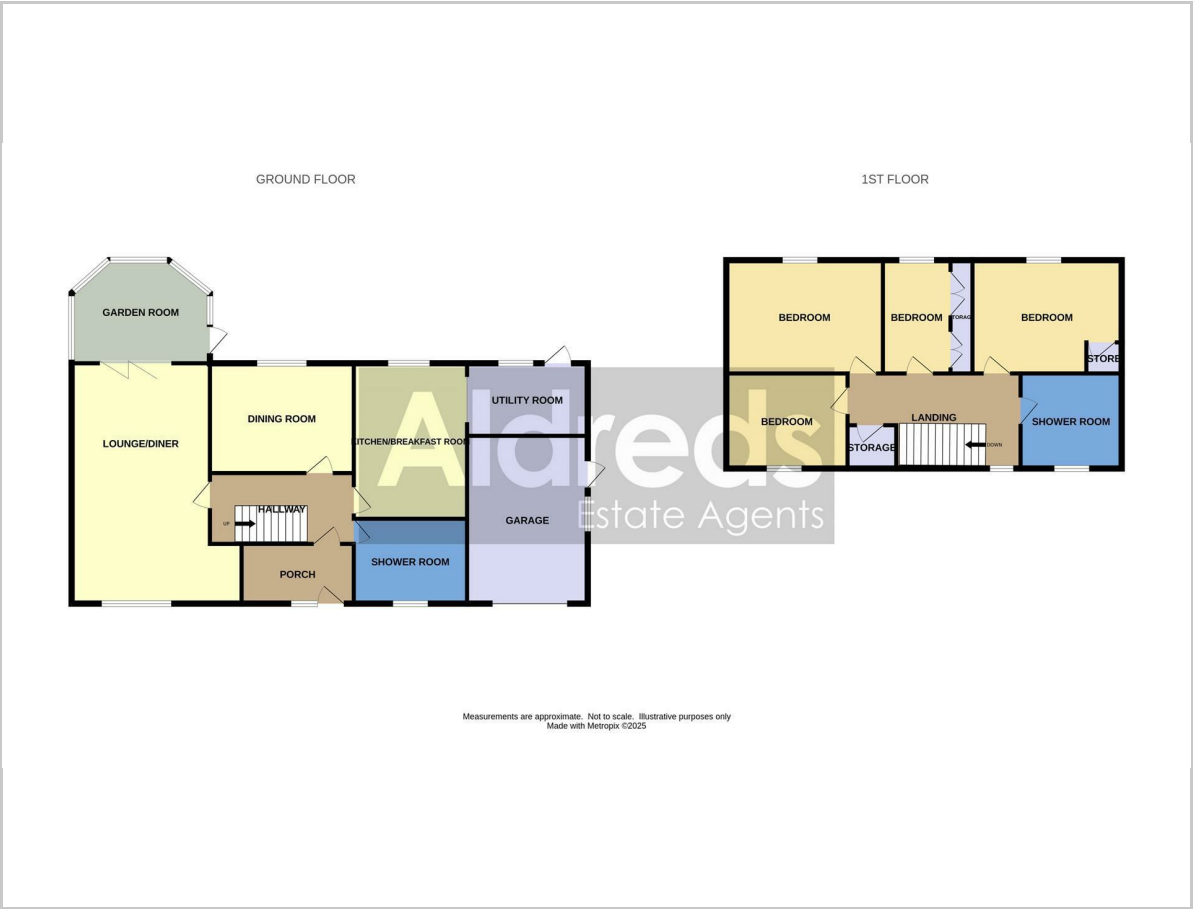 GROUND FLOOR
1ST FLOOR
GARDEN ROOM
LOUNGE/DINER
DINING ROOM
KITCHEN/BREAKFAST ROOM
UTILITY ROOM
HALLWAY
UP
GARAGE
PORCH
SHOWER ROOM
BEDROOM
BEDROOM
STORAGE
BEDROOM
STORE
BEDROOM
LANDING
STORAGE
DOWN
SHOWER ROOM
Aldreds
Estate Agents
Measurements are approximate. Not to scale. Illustrative purposes only
Made with Metropix ©2025